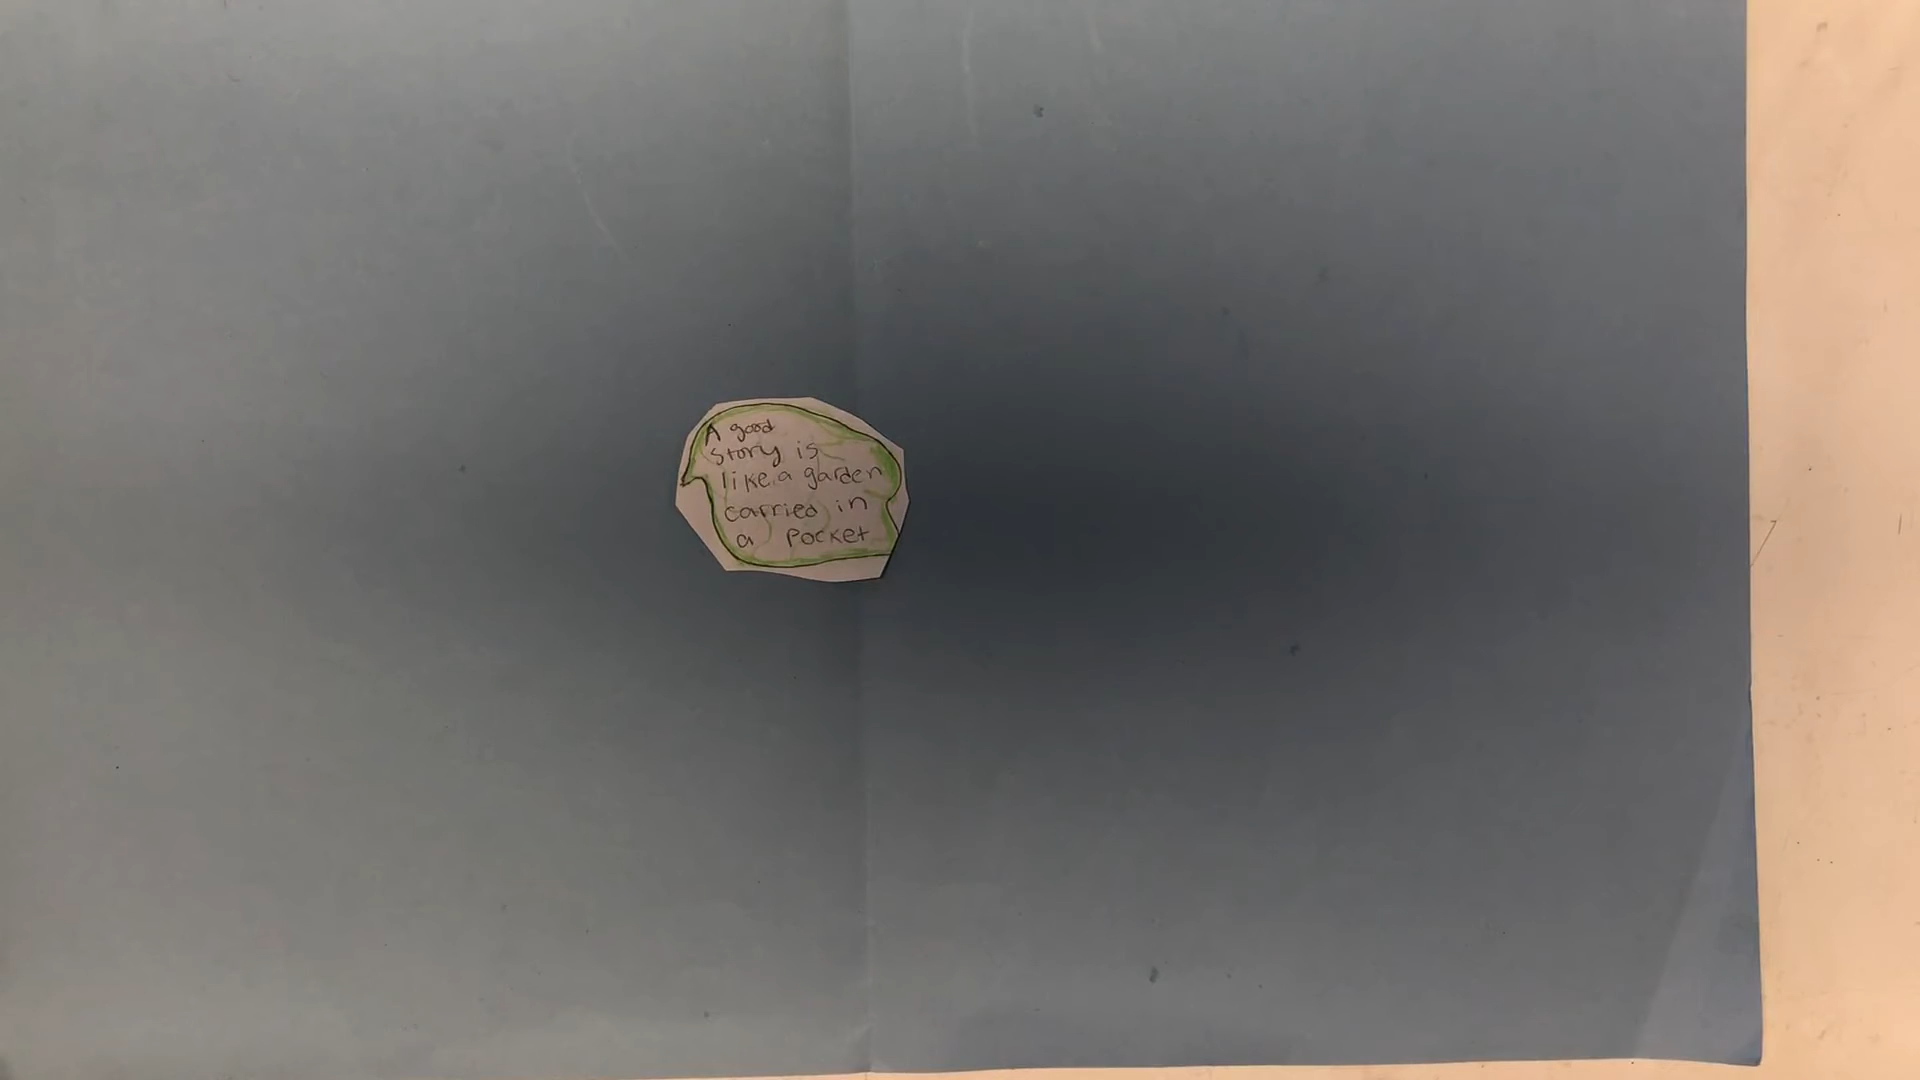 A good
story is
like a garden
carried in
a pocket